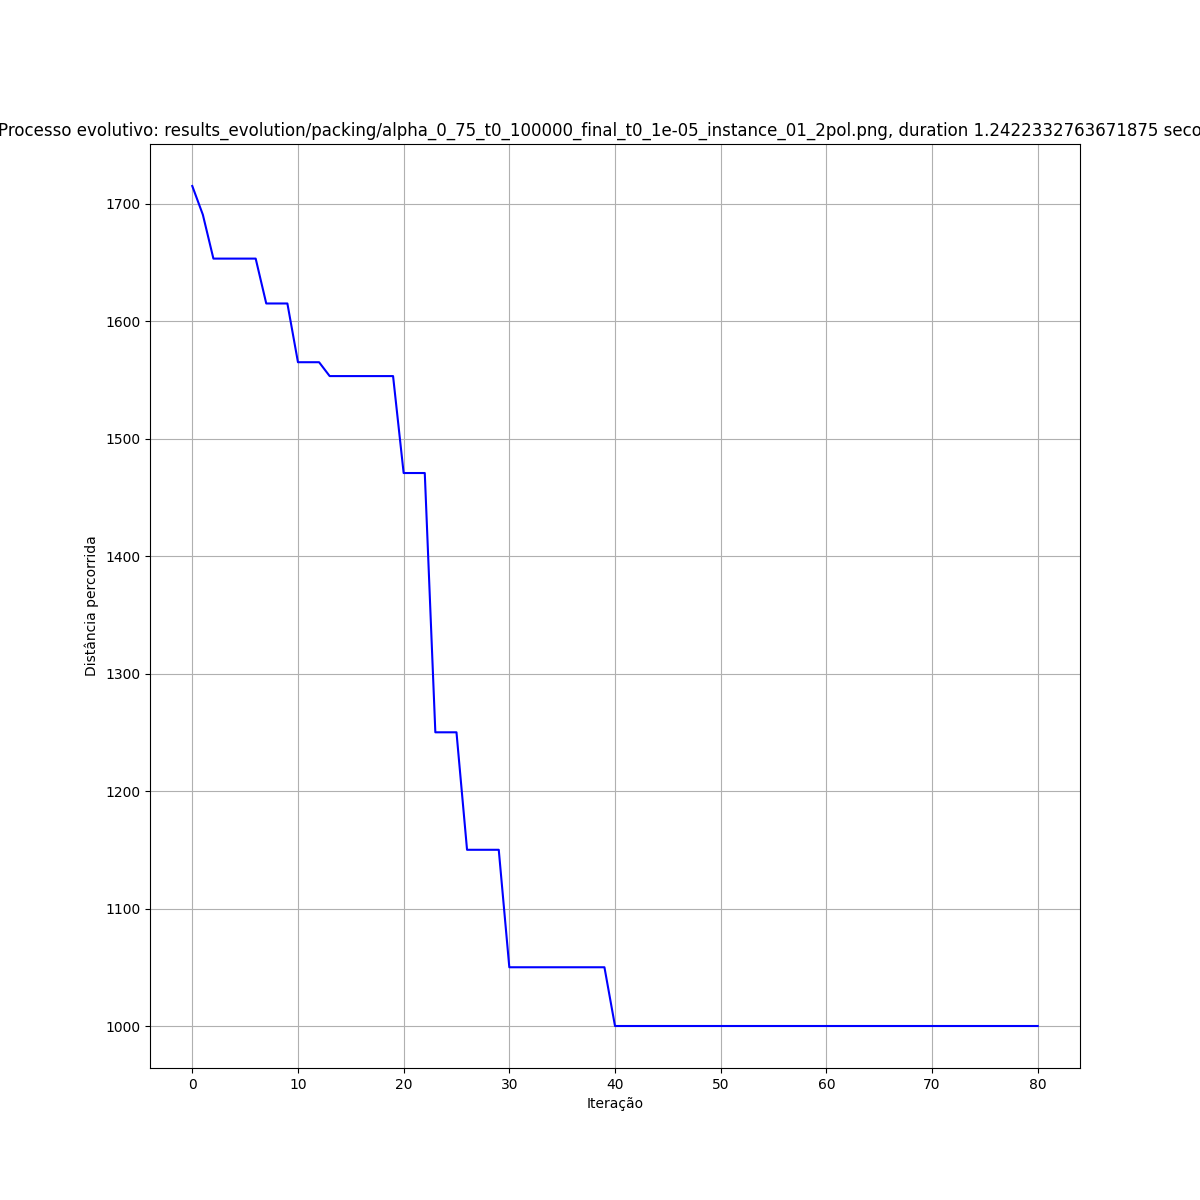 Processo evolutivo: results_evolution/packing/alpha_0_75_t0_100000_final_t0_1e-05_instance_01_2pol.png, duration 1.2422332763671875 seco
1700
1600
1500
1400
1300
1200
1100
1000
Distância percorrida
0 10 20 30 40 50 60 70 80
Iteração